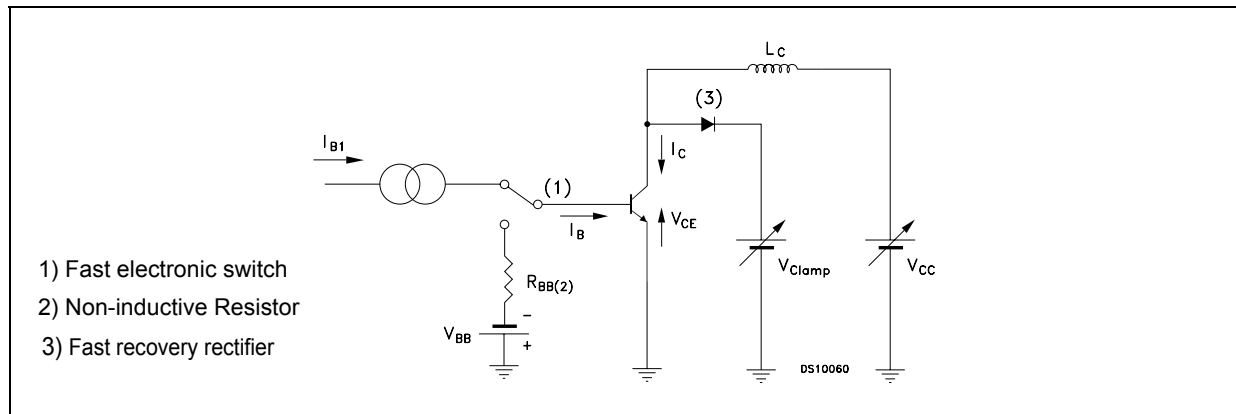 L_C
(3)
I_B1
I_C
(1)
I_B
V_CE
R_BB(2)
V_Clamp
V_CC
V_BB
−
+
1) Fast electronic switch
2) Non-inductive Resistor
3) Fast recovery rectifier
DS10060